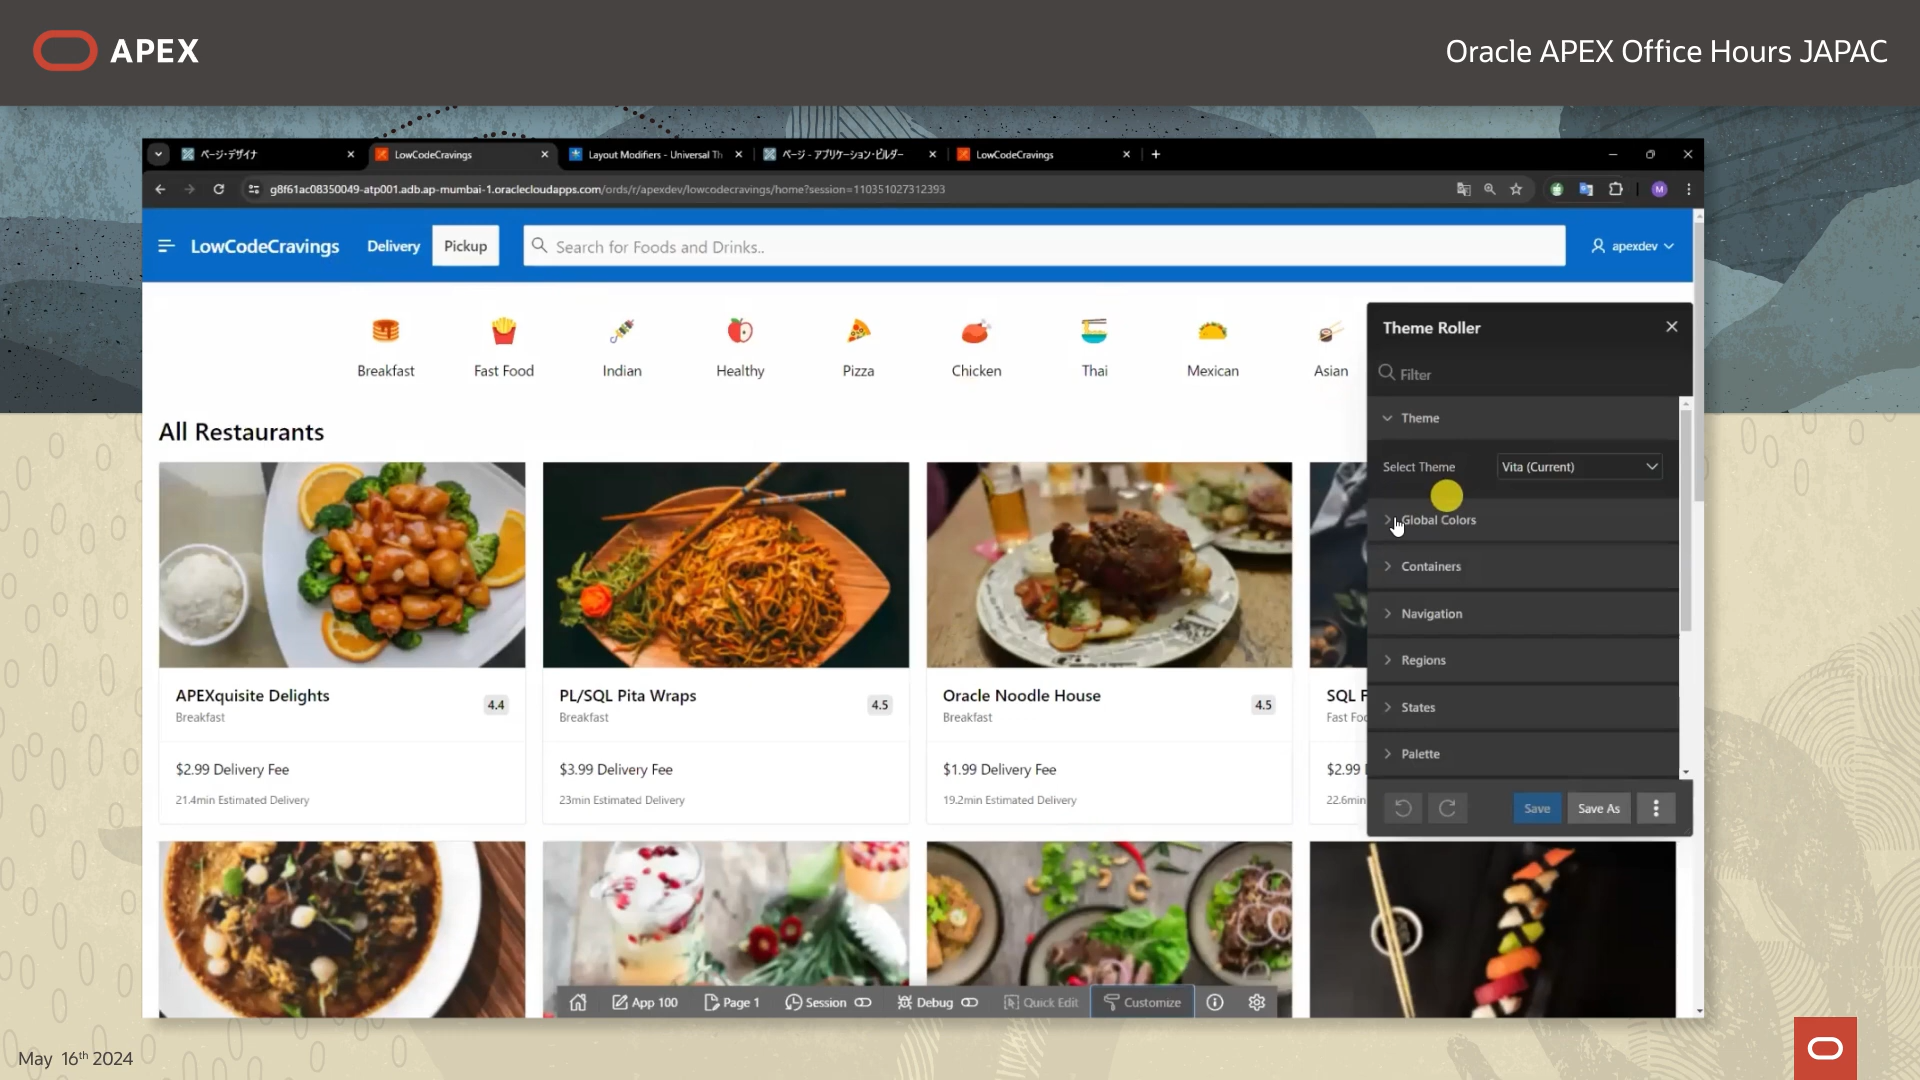 APEX
Oracle APEX Office Hours JAPAC
ページ・デザイナ
LowCodeCravings
Layout Modifiers - Universal Th
ページ - アプリケーション・ビルダー
LowCodeCravings
g8f61ac08350049-atp001.adb.ap-mumbai-1.oraclecloudapps.com/ords/r/apexdev/lowcodecravings/home?session=110351027312393
M
LowCodeCravings
Delivery
Pickup
Search for Foods and Drinks..
apexdev
Breakfast
Fast Food
Indian
Healthy
Pizza
Chicken
Thai
Mexican
Asian
All Restaurants
APEXquisite Delights
4.4
Breakfast
$2.99 Delivery Fee
21.4min Estimated Delivery
PL/SQL Pita Wraps
4.5
Breakfast
$3.99 Delivery Fee
23min Estimated Delivery
Oracle Noodle House
4.5
Breakfast
$1.99 Delivery Fee
19.2min Estimated Delivery
SQL F
Fast Foo
$2.99
22.6min
Theme Roller
Filter
Theme
Select Theme
Vita (Current)
Global Colors
Containers
Navigation
Regions
States
Palette
Save
Save As
App 100
Page 1
Session
Debug
Quick Edit
Customize
May 16th 2024